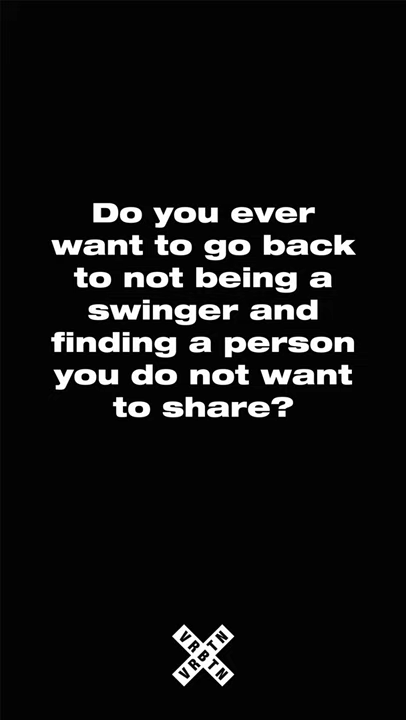 Do you ever
want to go back
to not being a
swinger and
finding a person
you do not want
to share?
VRBTN
VRBTN